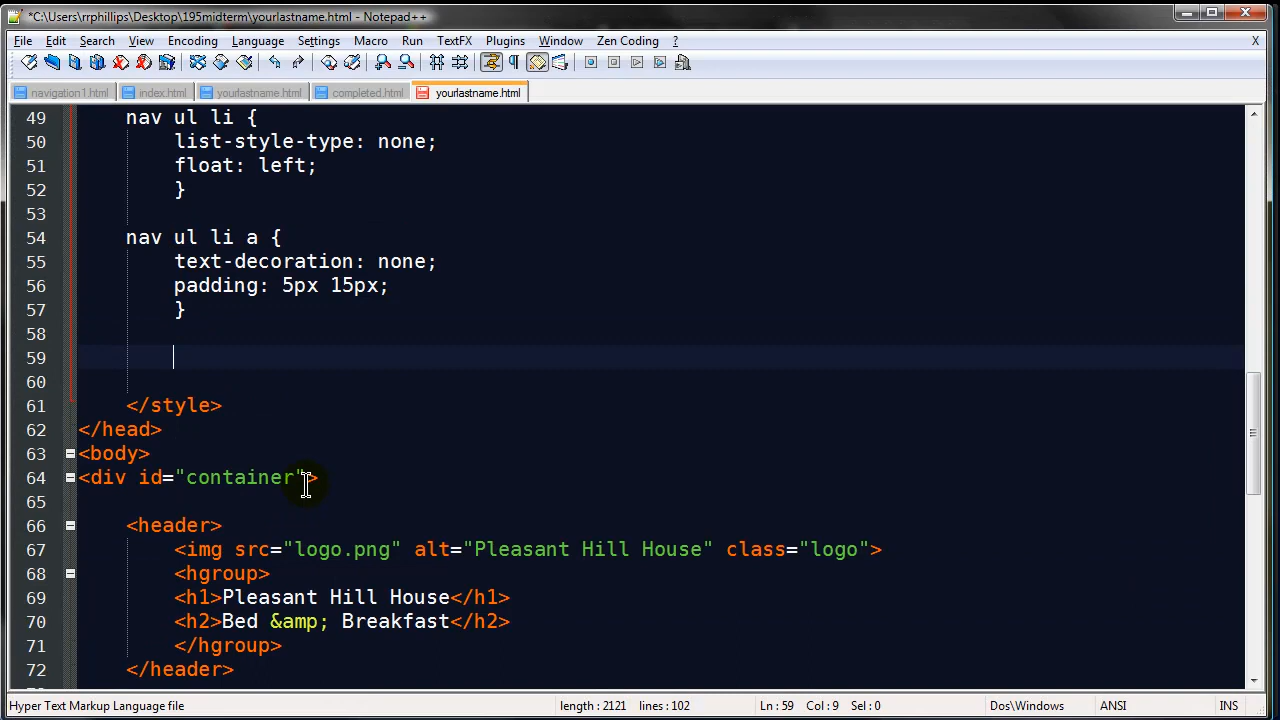 *C:\Users\rrphillips\Desktop\195midterm\yourlastname.html - Notepad++
File Edit Search View Encoding Language Settings Macro Run TextFX Plugins Window Zen Coding ? X
navigation1.html index.html yourlastname.html completed.html yourlastname.html
49 nav ul li {
50 list-style-type: none;
51 float: left;
52 }
53
54 nav ul li a {
55 text-decoration: none;
56 padding: 5px 15px;
57 }
58
59
60
61 </style>
62 </head>
63 <body>
64 <div id="container">
65
66 <header>
67 <img src="logo.png" alt="Pleasant Hill House" class="logo">
68 <hgroup>
69 <h1>Pleasant Hill House</h1>
70 <h2>Bed &amp; Breakfast</h2>
71 </hgroup>
72 </header>
Hyper Text Markup Language file length : 2121 lines : 102 Ln : 59 Col : 9 Sel : 0 Dos\Windows ANSI INS